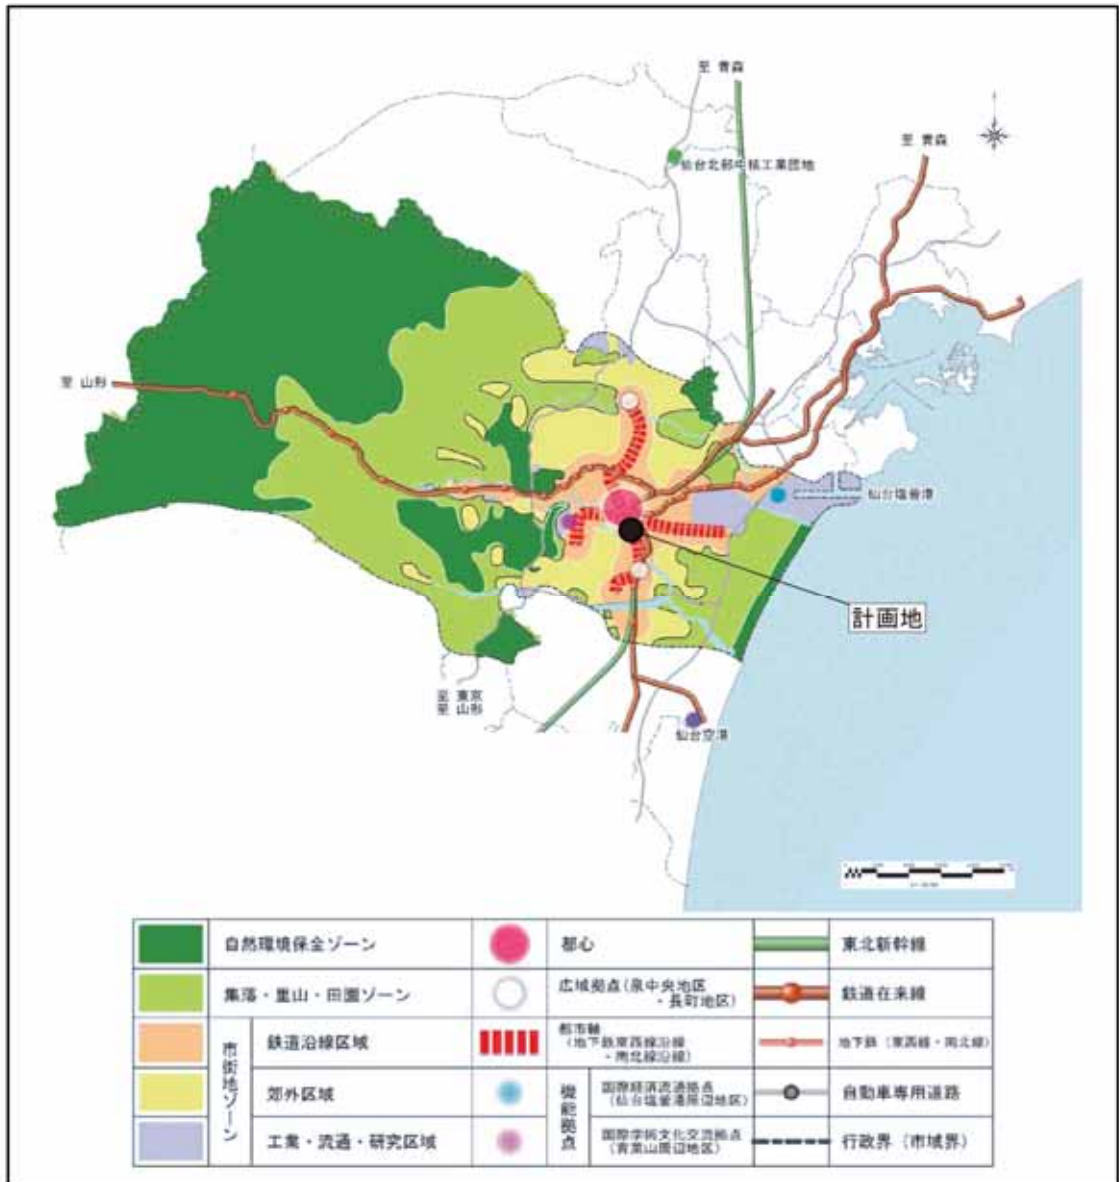 至 青森
至 青森
仙台北部中核工業団地
至 山形
仙台塩釜港
計画地
至 東京
至 山形
仙台空港
自然環境保全ゾーン
都心
東北新幹線
集落・里山・田園ゾーン
広域拠点(泉中央地区
・長町地区)
鉄道在来線
市街地ゾーン
鉄道沿線区域
都市軸
(地下鉄東西線沿線
・南北線沿線)
地下鉄(東西線・南北線)
郊外区域
機能拠点
国際経済流通拠点
(仙台塩釜港周辺地区)
自動車専用道路
工業・流通・研究区域
国際学術文化交流拠点
(青葉山周辺地区)
行政界(市域界)